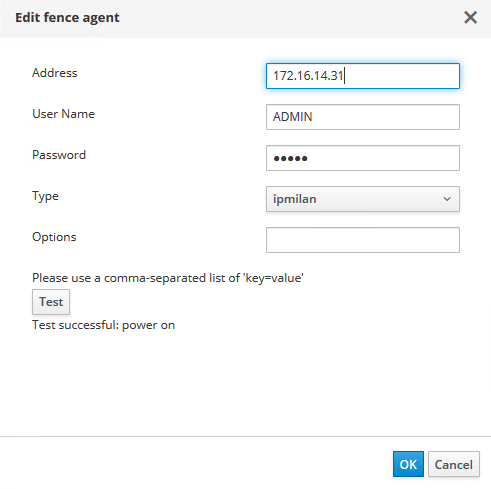 Edit fence agent
Address 172.16.14.31
User Name ADMIN
Password •••••
Type ipmilan
Options
Please use a comma-separated list of 'key=value'
Test
Test successful: power on
OK Cancel